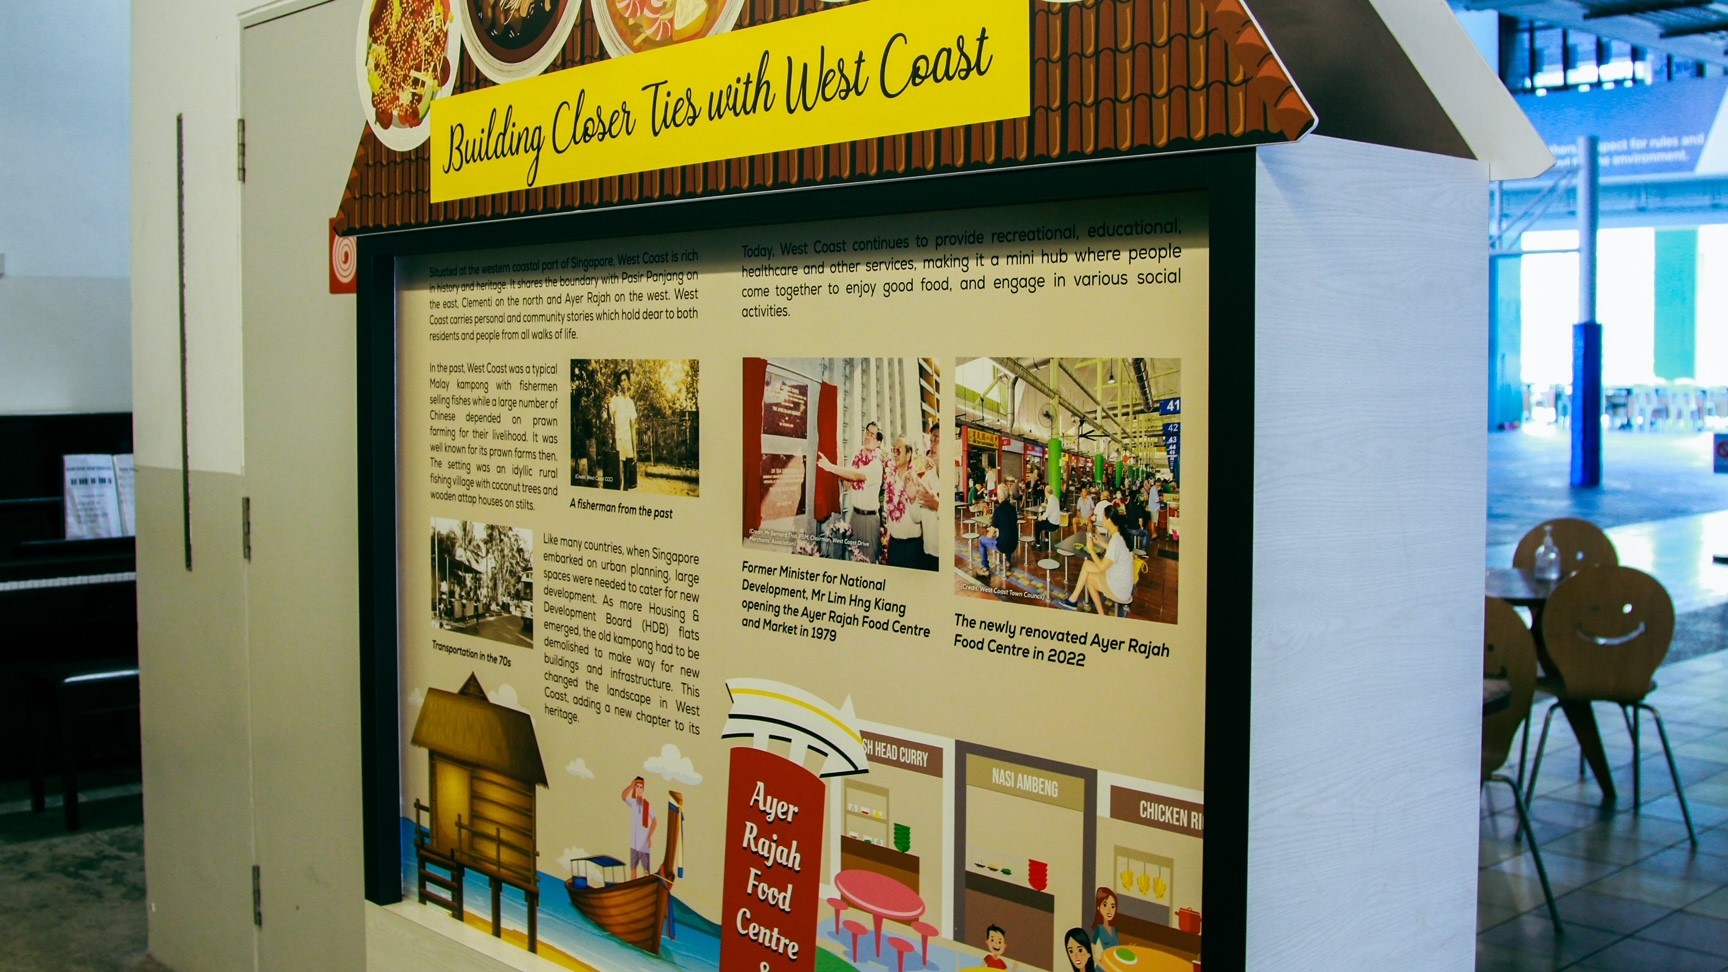 Building Closer Ties with West Coast
Situated at the western coastal part of Singapore, West Coast is rich
in history and heritage. It shares the boundary with Pasir Panjang on
the east, Clementi on the north and Ayer Rajah on the west. West
Coast carries personal and community stories which hold dear to both
residents and people from all walks of life.
In the past, West Coast was a typical
Malay kampong with fishermen
selling fishes while a large number of
Chinese depended on prawn
farming for their livelihood. It was
well known for its prawn farms then.
The setting was an idyllic rural
fishing village with coconut trees and
wooden attap houses on stilts.
(Credit: West Coast CCC)
A fisherman from the past
Transportation in the 70s
Like many countries, when Singapore
embarked on urban planning, large
spaces were needed to cater for new
development. As more Housing &
Development Board (HDB) flats
emerged, the old kampong had to be
demolished to make way for new
buildings and infrastructure. This
changed the landscape in West
Coast, adding a new chapter to its
heritage.
Today, West Coast continues to provide recreational, educational,
healthcare and other services, making it a mini hub where people
come together to enjoy good food, and engage in various social
activities.
Former Minister for National
Development, Mr Lim Hng Kiang
opening the Ayer Rajah Food Centre
and Market in 1979
41
42
43
(Credit: West Coast Town Council)
The newly renovated Ayer Rajah
Food Centre in 2022
Ayer
Rajah
Food
Centre
&
SH HEAD CURRY
NASI AMBENG
CHICKEN RI
pect for rules and
environment.